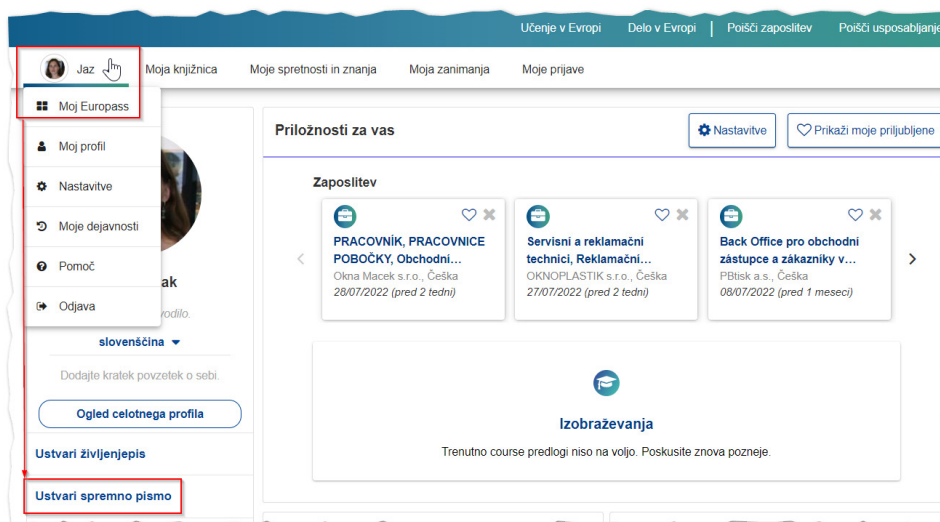 Učenje v Evropi
Delo v Evropi
Poišči zaposlitev
Poišči usposabljanje
Jaz
Moja knjižnica
Moje spretnosti in znanja
Moja zanimanja
Moje prijave
Moj Europass
Moj profil
Nastavitve
Moje dejavnosti
Pomoč
Odjava
slovenščina
Dodajte kratek povzetek o sebi.
Ogled celotnega profila
Ustvari življenjepis
Ustvari spremno pismo
Priložnosti za vas
Nastavitve
Prikaži moje priljubljene
Zaposlitev
PRACOVNÍK, PRACOVNICE
POBOČKY, Obchodní...
Okna Macek s.r.o., Češka
28/07/2022 (pred 2 tedni)
Servisní a reklamační
technici, Reklamační...
OKNOPLASTIK s.r.o., Češka
27/07/2022 (pred 2 tedni)
Back Office pro obchodní
zástupce a zákazníky v...
PBtisk a.s., Češka
08/07/2022 (pred 1 meseci)
Izobraževanja
Trenutno course predlogi niso na voljo. Poskusite znova pozneje.